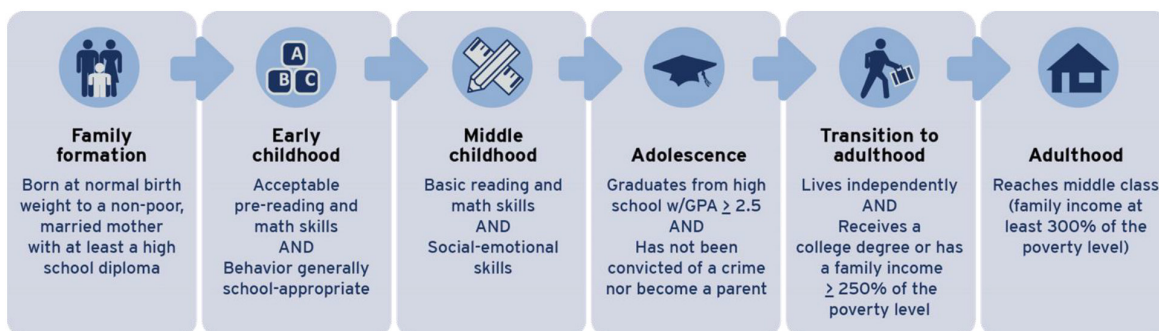 A
B C
Family
formation
Born at normal birth
weight to a non-poor,
married mother
with at least a high
school diploma
Early
childhood
Acceptable
pre-reading and
math skills
AND
Behavior generally
school-appropriate
Middle
childhood
Basic reading and
math skills
AND
Social-emotional
skills
Adolescence
Graduates from high
school w/GPA ≥ 2.5
AND
Has not been
convicted of a crime
nor become a parent
Transition to
adulthood
Lives independently
AND
Receives a
college degree or has
a family income
≥ 250% of the
poverty level
Adulthood
Reaches middle class
(family income at
least 300% of the
poverty level)